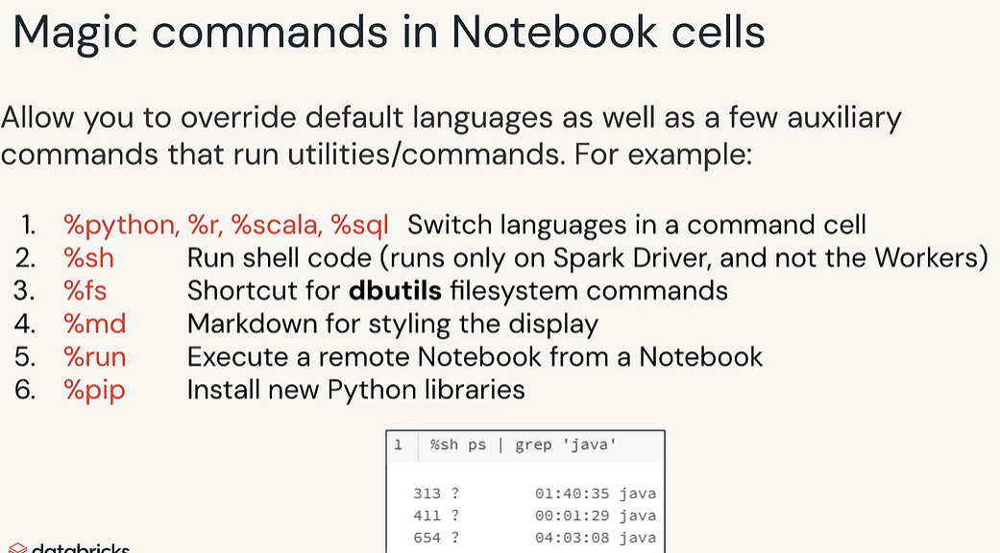 Magic commands in Notebook cells
Allow you to override default languages as well as a few auxiliary
commands that run utilities/commands. For example:
1. %python, %r, %scala, %sql Switch languages in a command cell
2. %sh Run shell code (runs only on Spark Driver, and not the Workers)
3. %fs Shortcut for dbutils filesystem commands
4. %md Markdown for styling the display
5. %run Execute a remote Notebook from a Notebook
6. %pip Install new Python libraries
1 %sh ps | grep 'java'
313 ? 01:40:35 java
411 ? 00:01:29 java
654 ? 04:03:08 java
databricks